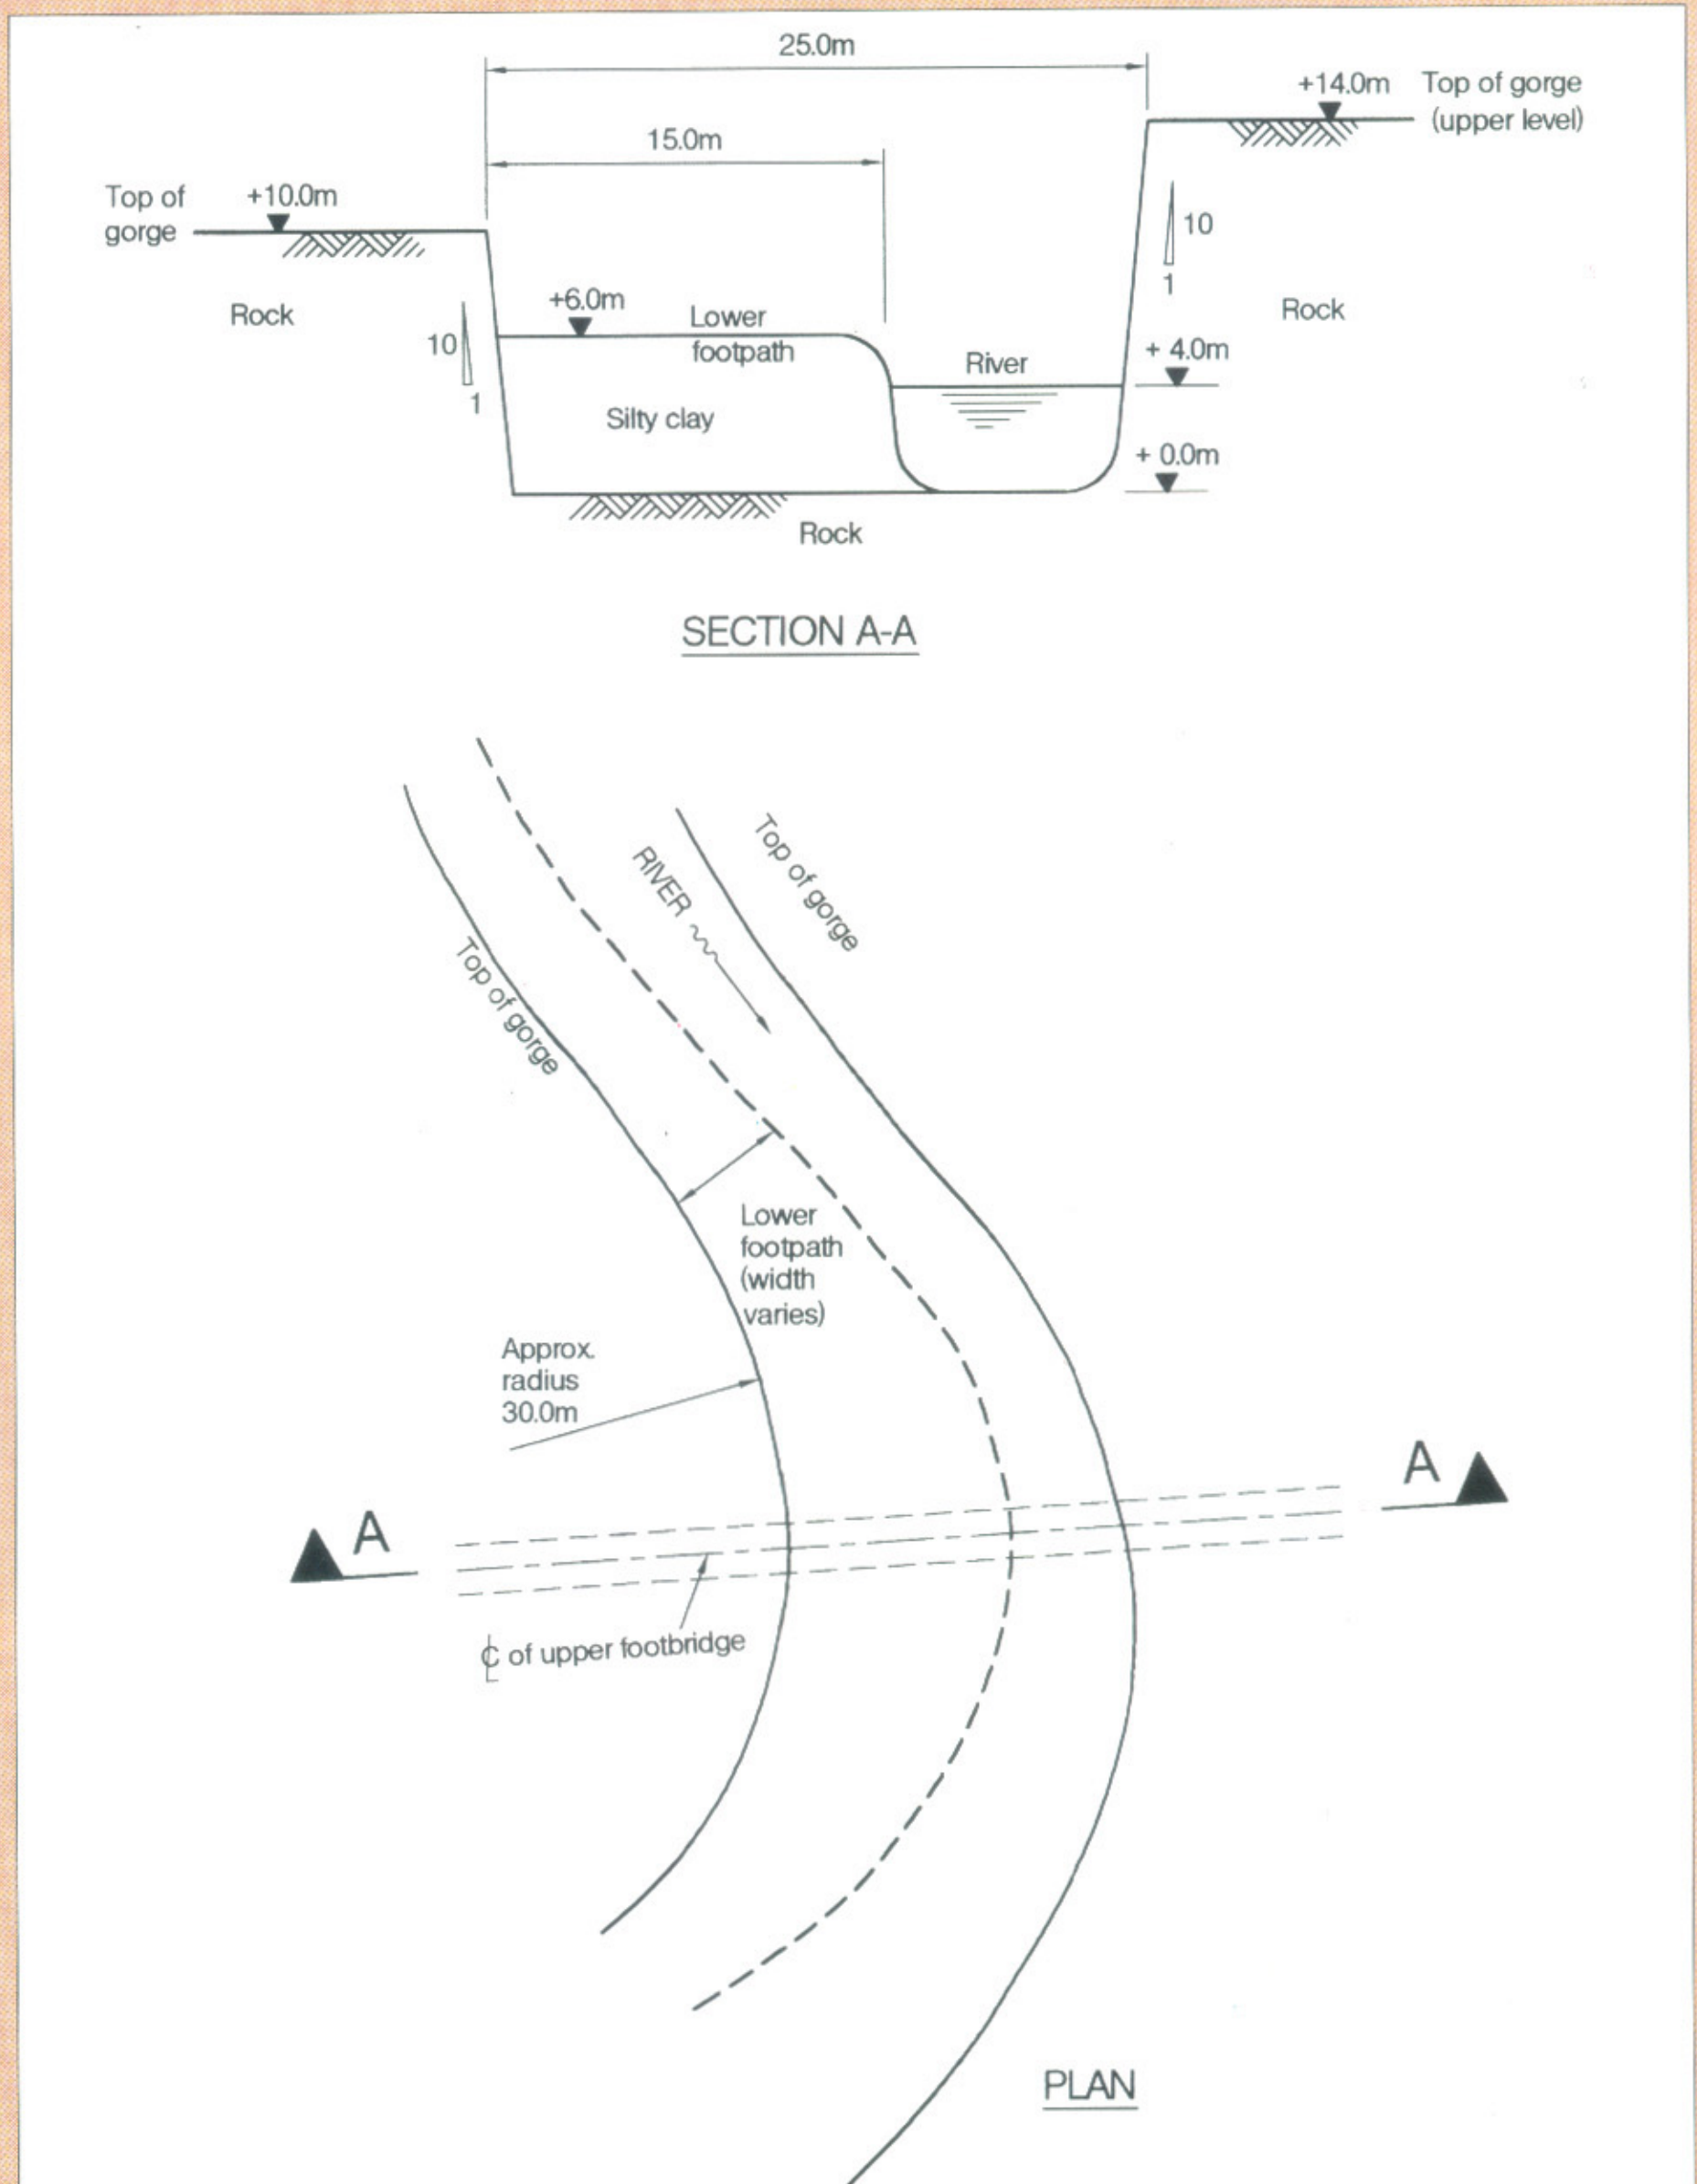 25.0m
+14.0m Top of gorge
(upper level)
15.0m
Top of +10.0m
gorge
10
1
Rock
+6.0m
Lower
footpath
Rock
10
1
River
+ 4.0m
Silty clay
+ 0.0m
Rock
SECTION A-A
Top of gorge
RIVER
Top of gorge
Lower
footpath
(width
varies)
Approx.
radius
30.0m
A
A
℄ of upper footbridge
PLAN